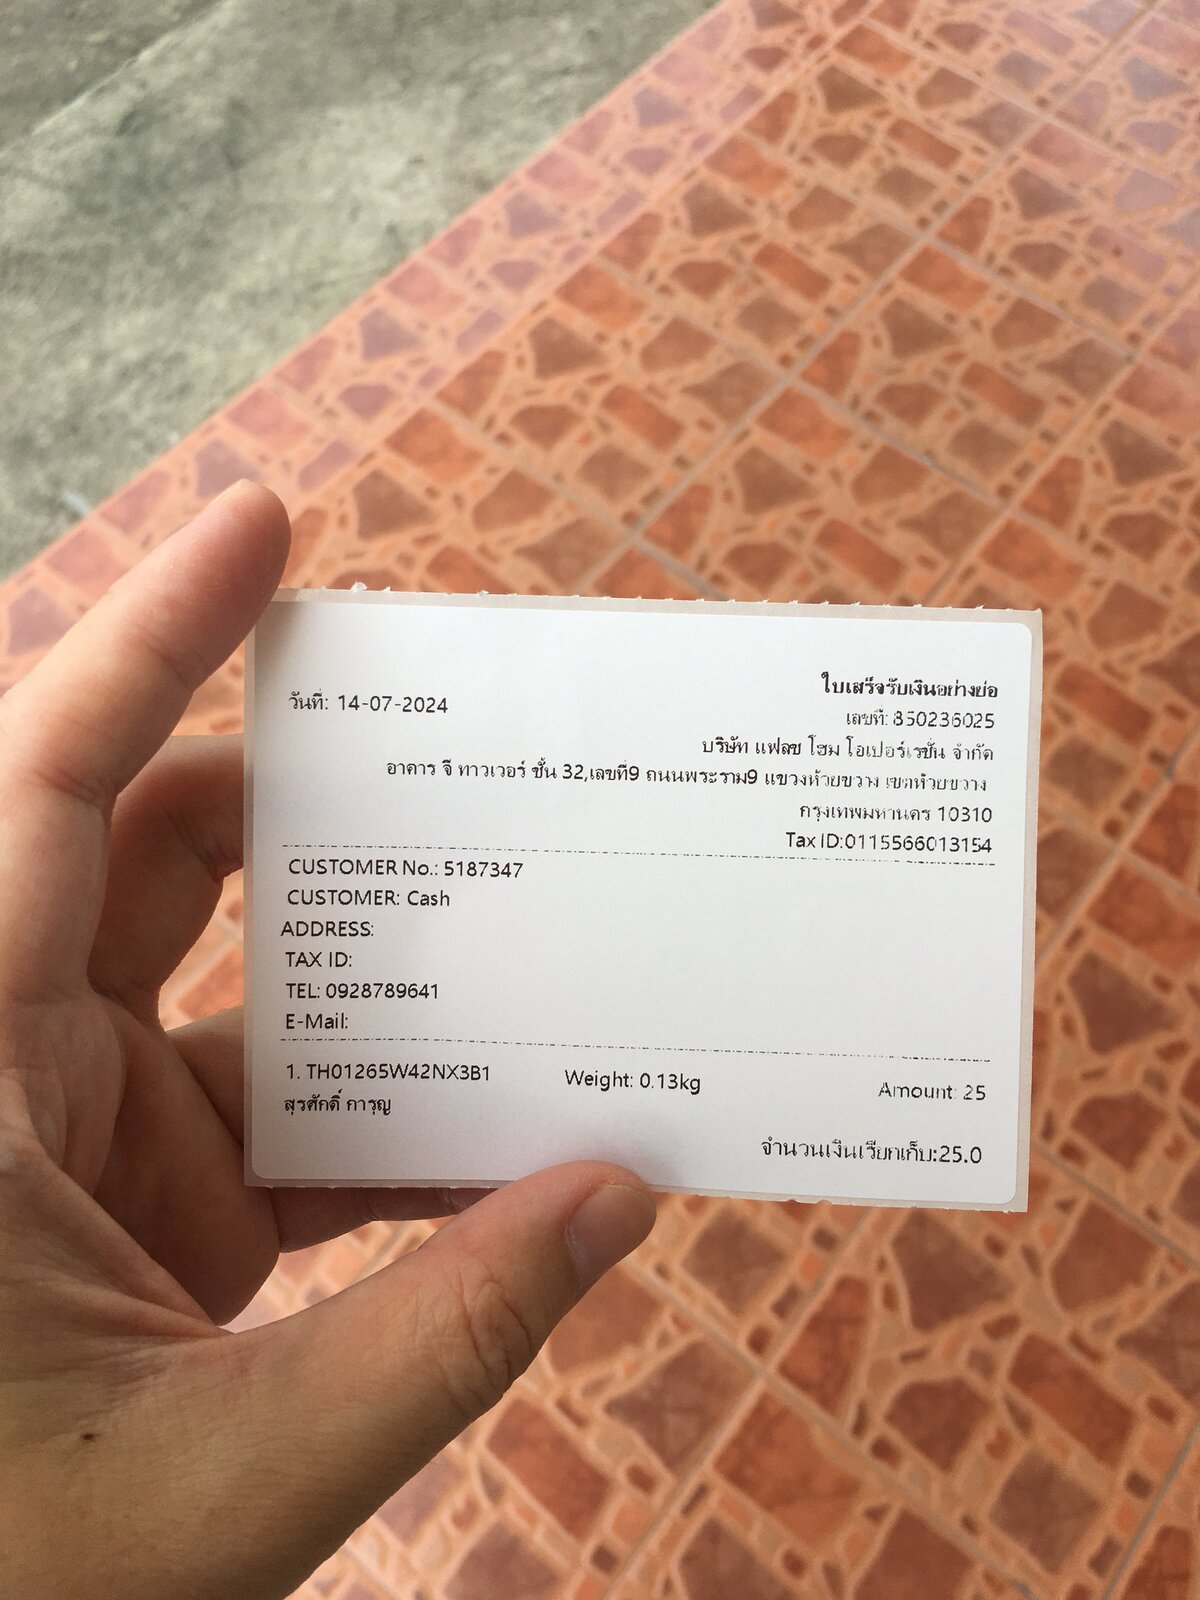 ใบเสร็จรับเงินอย่างย่อ
วันที่: 14-07-2024
เลขที่: 850236025
บริษัท แฟลช โฮม โอเปอร์เรชั่น จำกัด
อาคาร จี ทาวเวอร์ ชั้น 32,เลขที่9 ถนนพระราม9 แขวงห้วยขวาง เขตห้วยขวาง
กรุงเทพมหานคร 10310
Tax ID:0115566013154
CUSTOMER No.: 5187347
CUSTOMER: Cash
ADDRESS:
TAX ID:
TEL: 0928789641
E-Mail:
1. TH01265W42NX3B1 Weight: 0.13kg Amount: 25
สุรศักดิ์ การุญ
จำนวนเงินเรียกเก็บ:25.0